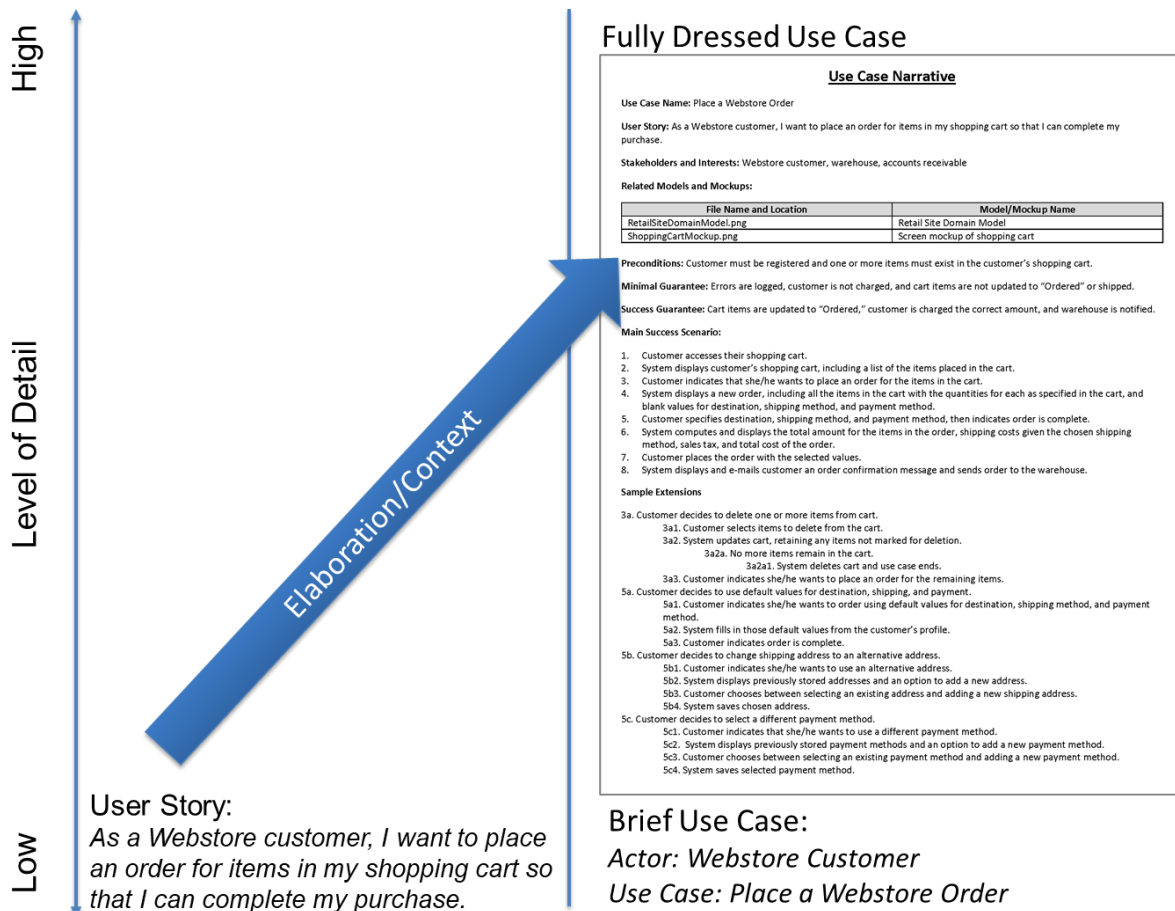 High
Level of Detail
Low
Elaboration/Context
User Story:
As a Webstore customer, I want to place
an order for items in my shopping cart so
that I can complete my purchase.
Fully Dressed Use Case
Use Case Narrative
Use Case Name: Place a Webstore Order
User Story: As a Webstore customer, I want to place an order for items in my shopping cart so that I can complete my
purchase.
Stakeholders and Interests: Webstore customer, warehouse, accounts receivable
Related Models and Mockups:
File Name and Location Model/Mockup Name
RetailSiteDomainModel.png Retail Site Domain Model
ShoppingCartMockup.png Screen mockup of shopping cart
Preconditions: Customer must be registered and one or more items must exist in the customer's shopping cart.
Minimal Guarantee: Errors are logged, customer is not charged, and cart items are not updated to “Ordered” or shipped.
Success Guarantee: Cart items are updated to “Ordered,” customer is charged the correct amount, and warehouse is notified.
Main Success Scenario:
1. Customer accesses their shopping cart.
2. System displays customer's shopping cart, including a list of the items placed in the cart.
3. Customer indicates that she/he wants to place an order for the items in the cart.
4. System displays a new order, including all the items in the cart with the quantities for each as specified in the cart, and
blank values for destination, shipping method, and payment method.
5. Customer specifies destination, shipping method, and payment method, then indicates order is complete.
6. System computes and displays the total amount for the items in the order, shipping costs given the chosen shipping
method, sales tax, and total cost of the order.
7. Customer places the order with the selected values.
8. System displays and e-mails customer an order confirmation message and sends order to the warehouse.
Sample Extensions
3a. Customer decides to delete one or more items from cart.
3a1. Customer selects items to delete from the cart.
3a2. System updates cart, retaining any items not marked for deletion.
3a2a. No more items remain in the cart.
3a2a1. System deletes cart and use case ends.
3a3. Customer indicates she/he wants to place an order for the remaining items.
5a. Customer decides to use default values for destination, shipping, and payment.
5a1. Customer indicates she/he wants to order using default values for destination, shipping method, and payment
method.
5a2. System fills in those default values from the customer's profile.
5a3. Customer indicates order is complete.
5b. Customer decides to change shipping address to an alternative address.
5b1. Customer indicates she/he wants to use an alternative address.
5b2. System displays previously stored addresses and an option to add a new address.
5b3. Customer chooses between selecting an existing address and adding a new shipping address.
5b4. System saves chosen address.
5c. Customer decides to select a different payment method.
5c1. Customer indicates that she/he wants to use a different payment method.
5c2. System displays previously stored payment methods and an option to add a new payment method.
5c3. Customer chooses between selecting an existing payment method and adding a new payment method.
5c4. System saves selected payment method.
Brief Use Case:
Actor: Webstore Customer
Use Case: Place a Webstore Order